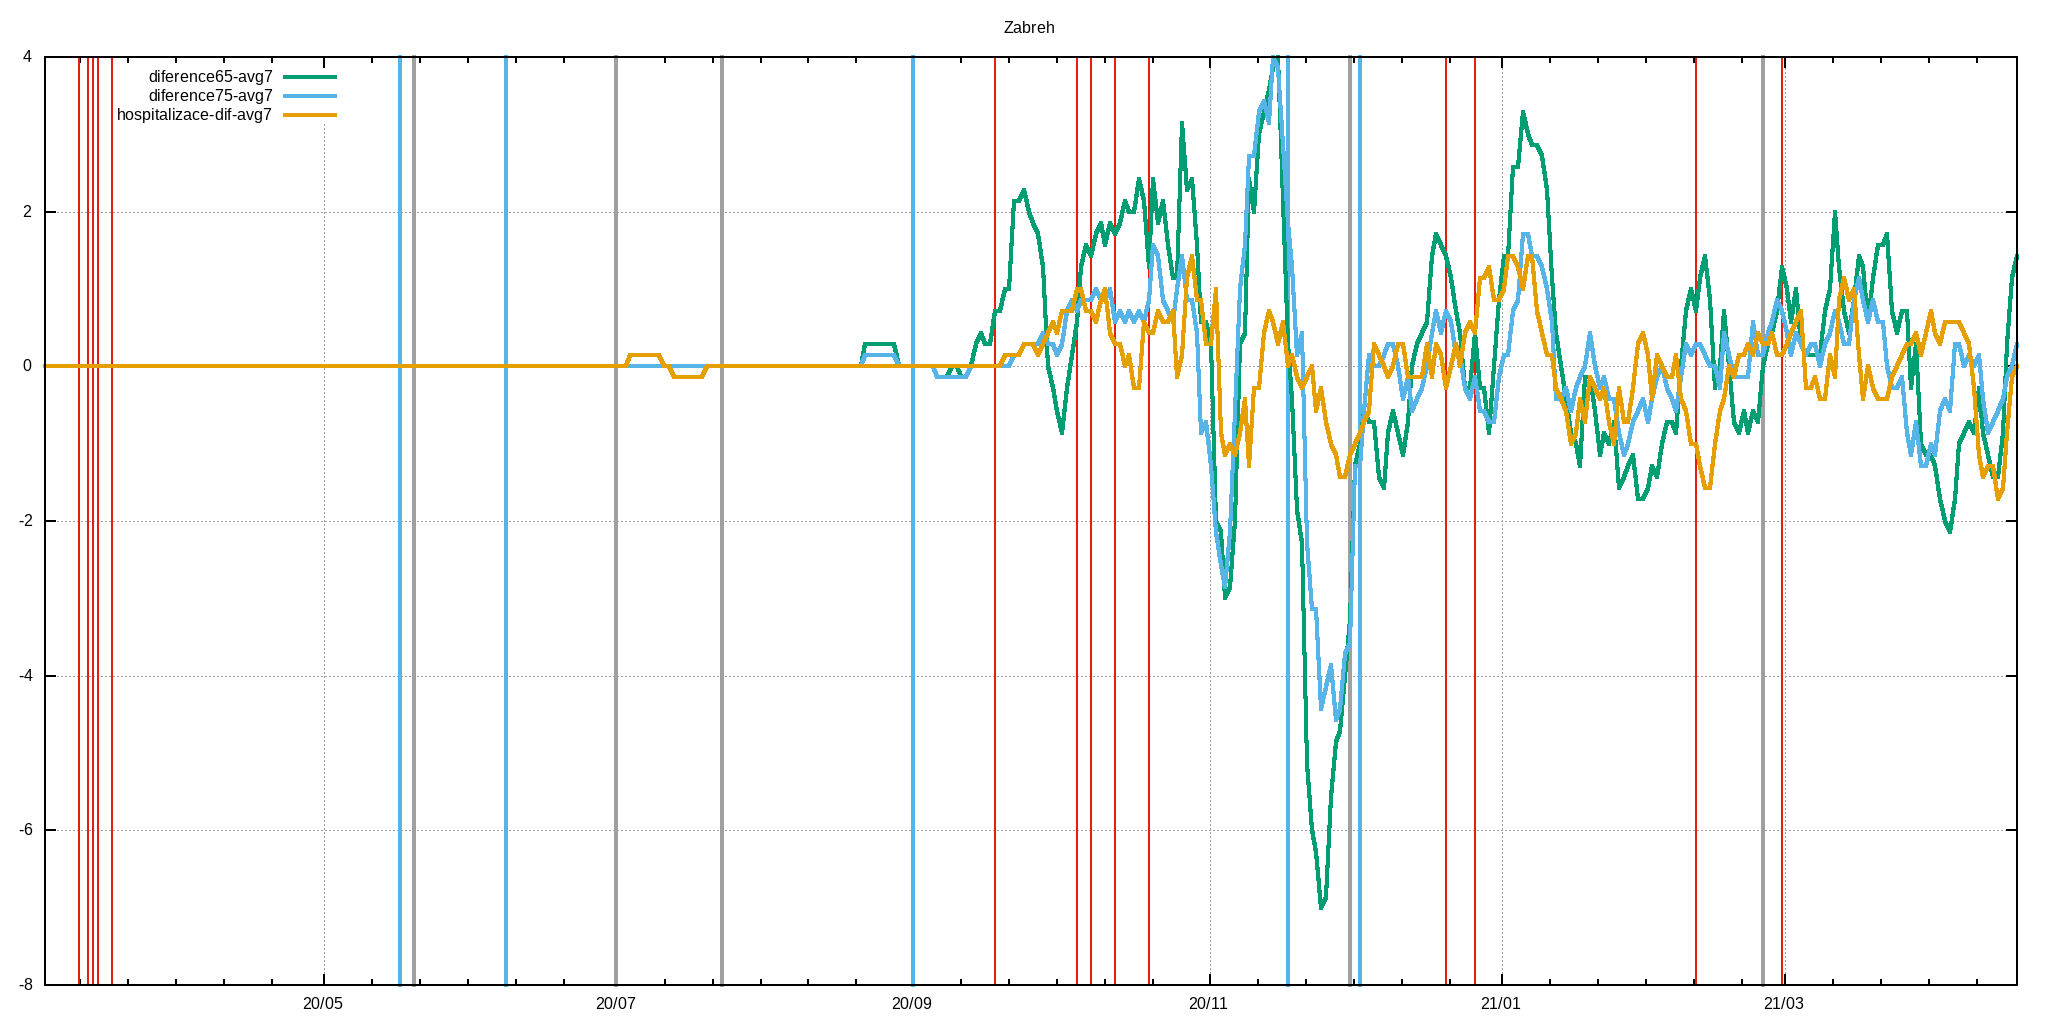 Zabreh
diference65-avg7
diference75-avg7
hospitalizace-dif-avg7
4
2
0
-2
-4
-6
-8
20/05 20/07 20/09 20/11 21/01 21/03